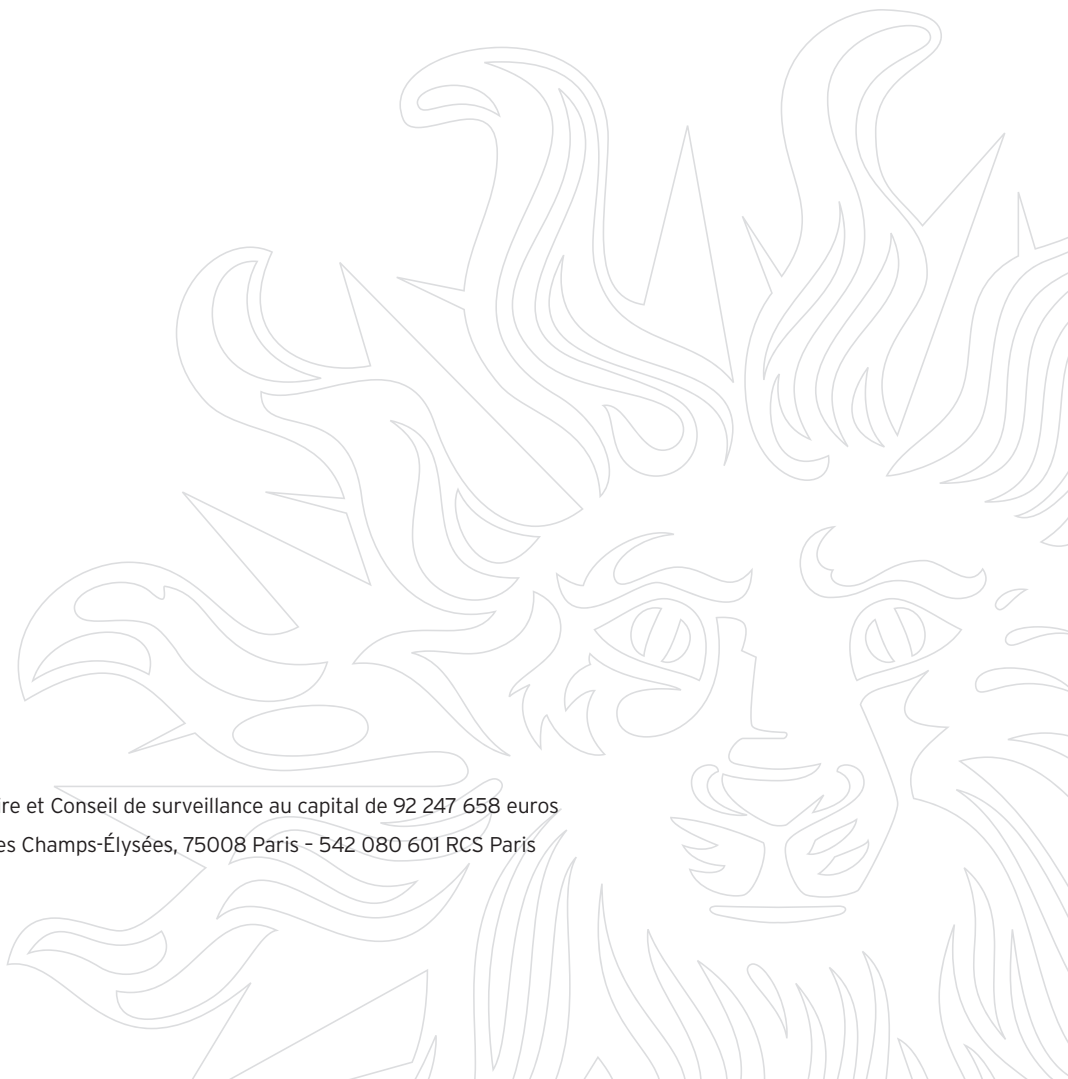 ire et Conseil de surveillance au capital de 92 247 658 euros
es Champs-Élysées, 75008 Paris – 542 080 601 RCS Paris